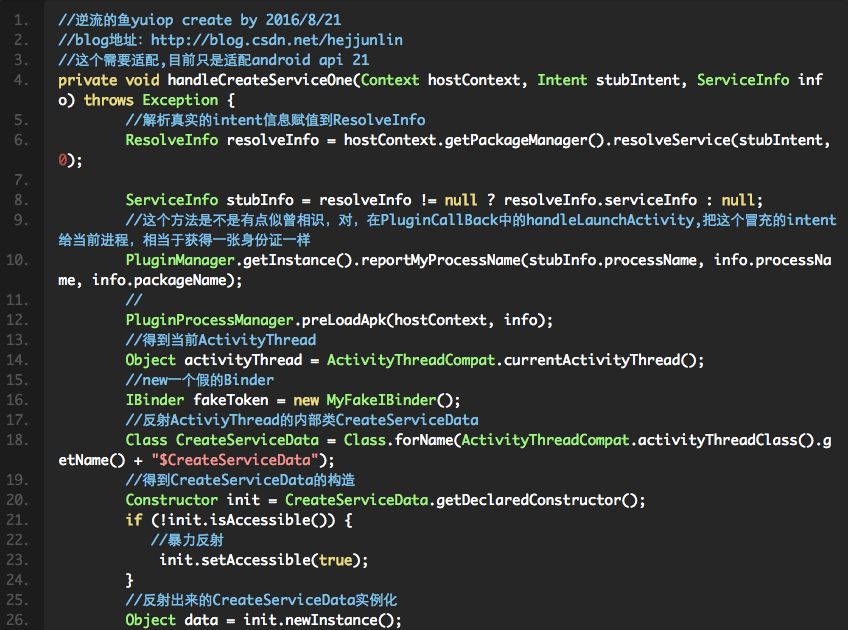 1. //逆流的鱼yuiop create by 2016/8/21
2. //blog地址: http://blog.csdn.net/hejjunlin
3. //这个需要适配,目前只是适配android api 21
4. private void handleCreateServiceOne(Context hostContext, Intent stubIntent, ServiceInfo inf
o) throws Exception {
5. //解析真实的intent信息赋值到ResolveInfo
6. ResolveInfo resolveInfo = hostContext.getPackageManager().resolveService(stubIntent,
0);
7.
8. ServiceInfo stubInfo = resolveInfo != null ? resolveInfo.serviceInfo : null;
9. //这个方法是不是有点似曾相识，对，在PluginCallBack中的handleLaunchActivity,把这个冒充的intent
给当前进程，相当于获得一张身份证一样
10. PluginManager.getInstance().reportMyProcessName(stubInfo.processName, info.processNa
me, info.packageName);
11. //
12. PluginProcessManager.preLoadApk(hostContext, info);
13. //得到当前ActivityThread
14. Object activityThread = ActivityThreadCompat.currentActivityThread();
15. //new一个假的Binder
16. IBinder fakeToken = new MyFakeIBinder();
17. //反射ActiviyThread的内部类CreateServiceData
18. Class CreateServiceData = Class.forName(ActivityThreadCompat.activityThreadClass().g
etName() + "$CreateServiceData");
19. //得到CreateServiceData的构造
20. Constructor init = CreateServiceData.getDeclaredConstructor();
21. if (!init.isAccessible()) {
22. //暴力反射
23. init.setAccessible(true);
24. }
25. //反射出来的CreateServiceData实例化
26. Object data = init.newInstance();